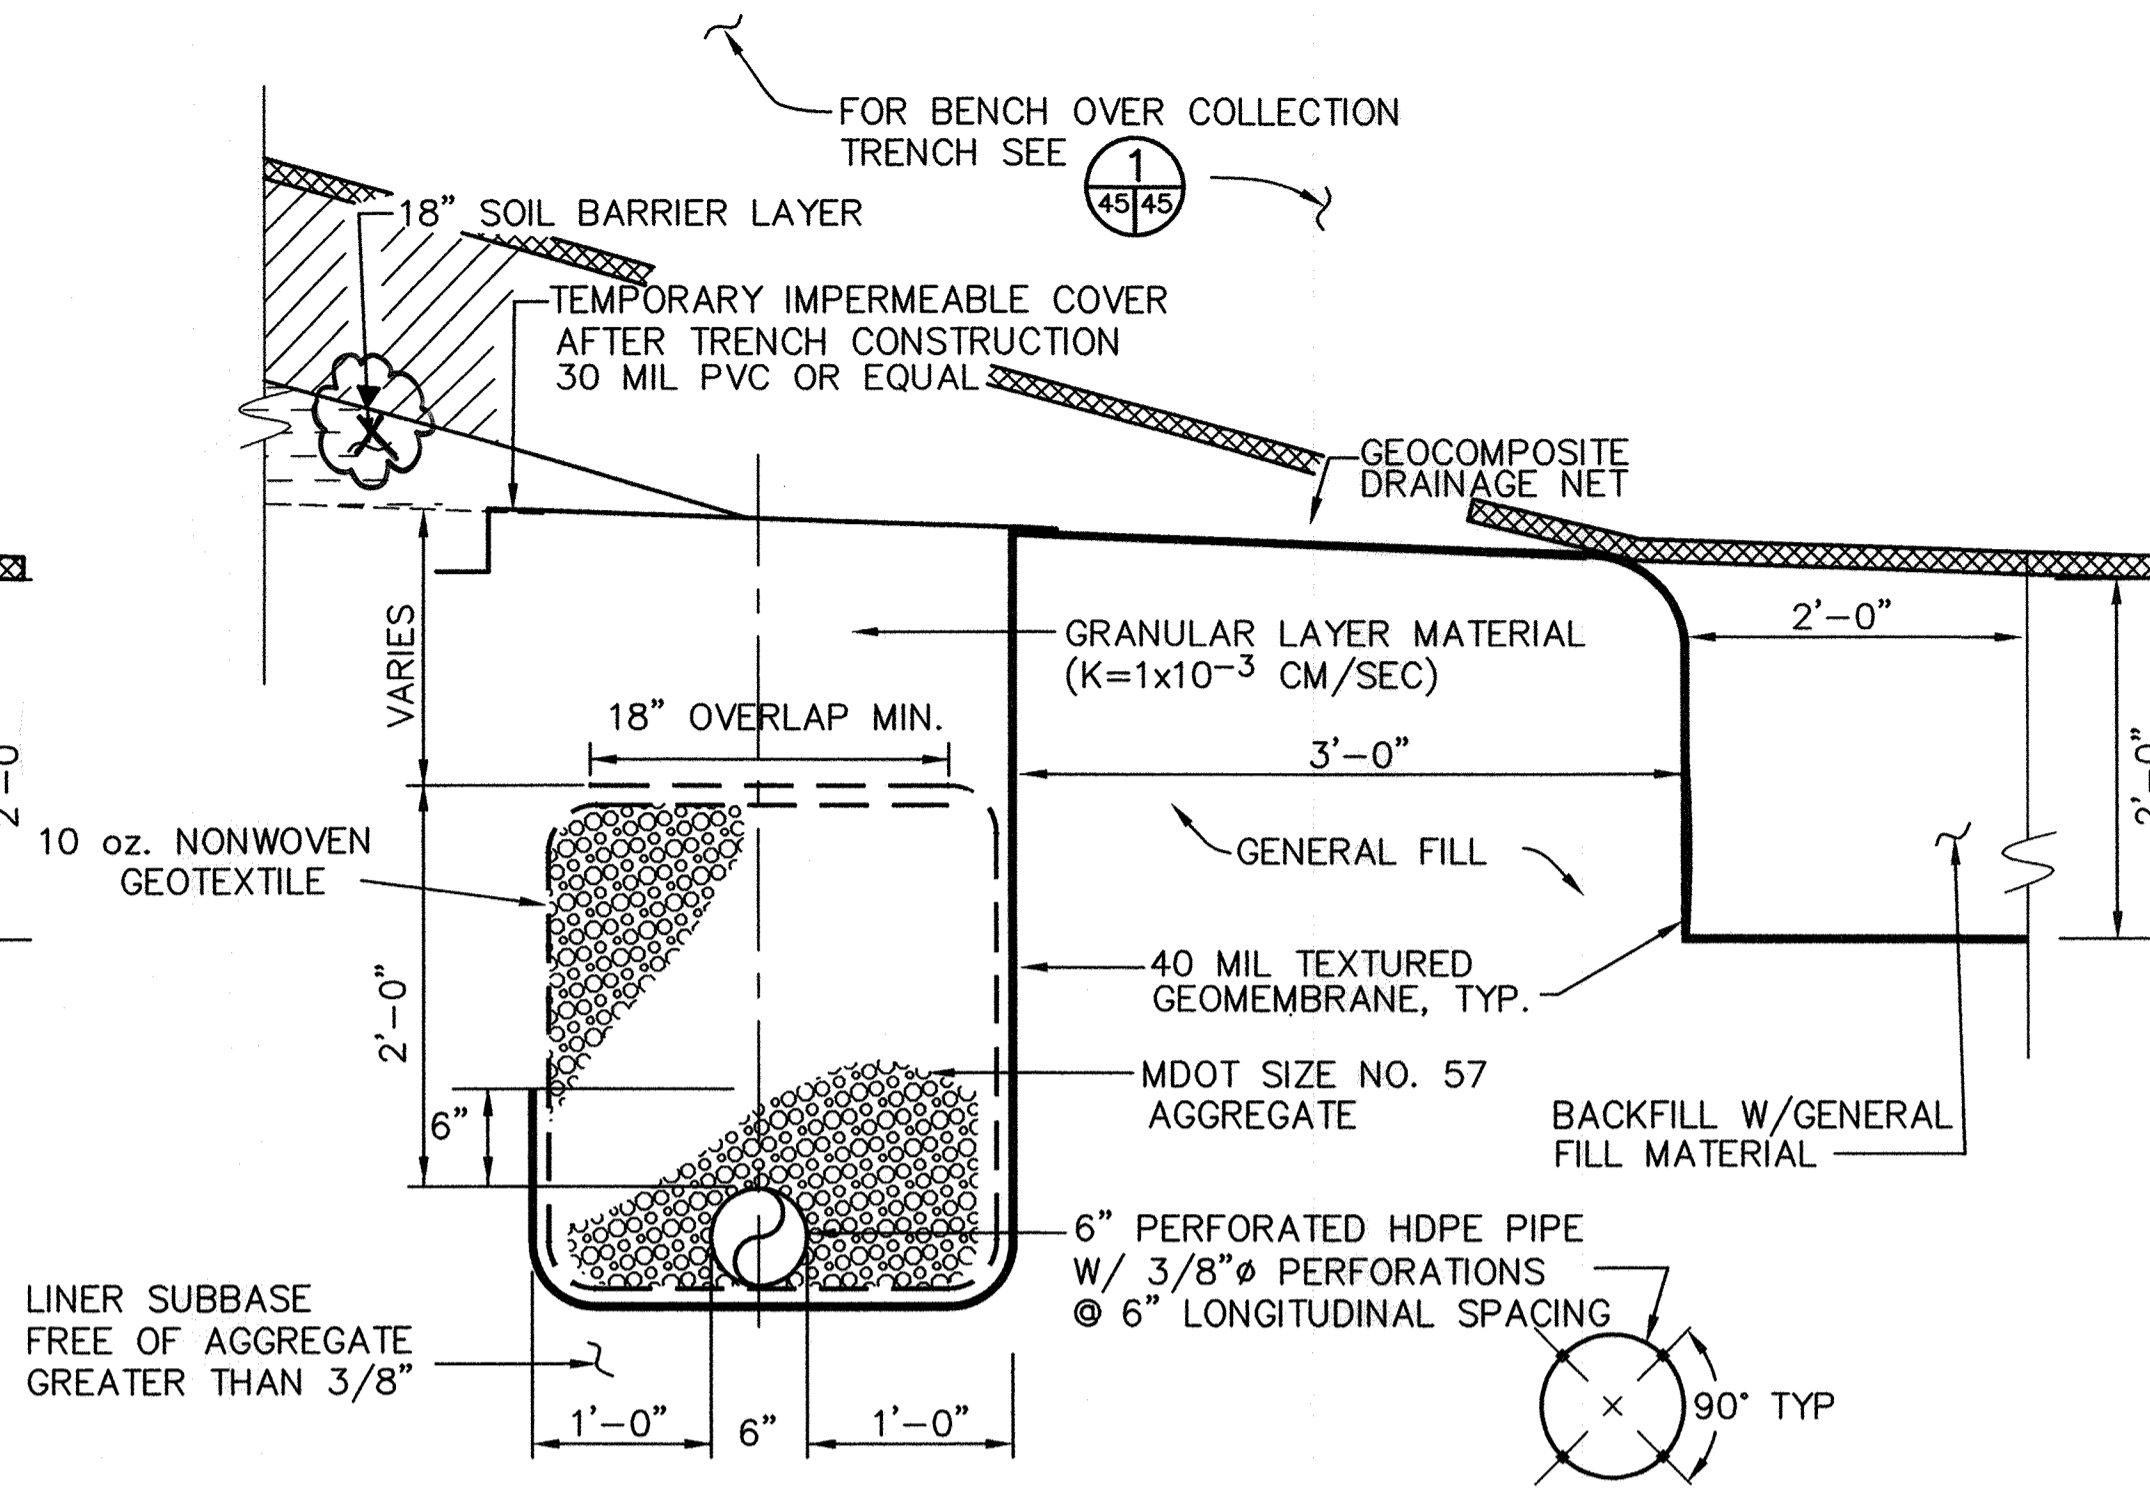 FOR BENCH OVER COLLECTION
TRENCH SEE
1
45 45
18" SOIL BARRIER LAYER
TEMPORARY IMPERMEABLE COVER
AFTER TRENCH CONSTRUCTION
30 MIL PVC OR EQUAL
GEOCOMPOSITE
DRAINAGE NET
2'-0"
GRANULAR LAYER MATERIAL
(K=1x10⁻³ CM/SEC)
VARIES
18" OVERLAP MIN.
3'-0"
2'-0"
2'-0
10 oz. NONWOVEN
GEOTEXTILE
GENERAL FILL
40 MIL TEXTURED
GEOMEMBRANE, TYP.
2'-0"
MDOT SIZE NO. 57
AGGREGATE
6"
BACKFILL W/GENERAL
FILL MATERIAL
6" PERFORATED HDPE PIPE
W/ 3/8"ø PERFORATIONS
@ 6" LONGITUDINAL SPACING
LINER SUBBASE
FREE OF AGGREGATE
GREATER THAN 3/8"
1'-0"
6"
1'-0"
90° TYP